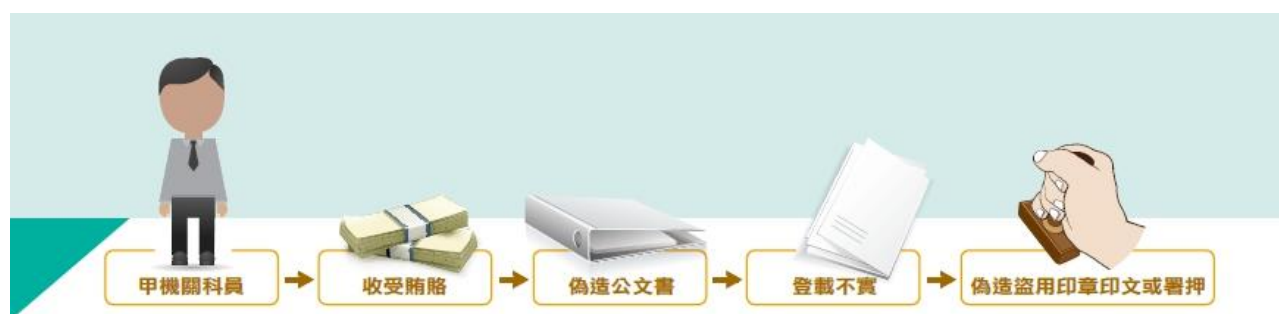 甲機關科員
收受賄賂
偽造公文書
登載不實
偽造盜用印章印文或署押